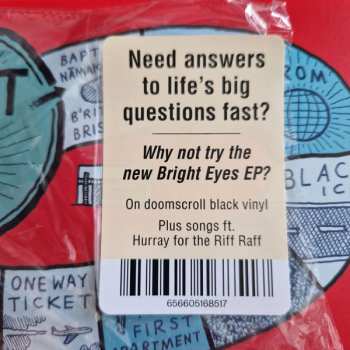 BAPT
NAMAK
B'RI
BRIS
T
ZOM
BLAC
IC
ONE WAY
TICKET
FIRST
APARTMENT
Need answers
to life's big
questions fast?
Why not try the
new Bright Eyes EP?
On doomscroll black vinyl
Plus songs ft.
Hurray for the Riff Raff
656605168517